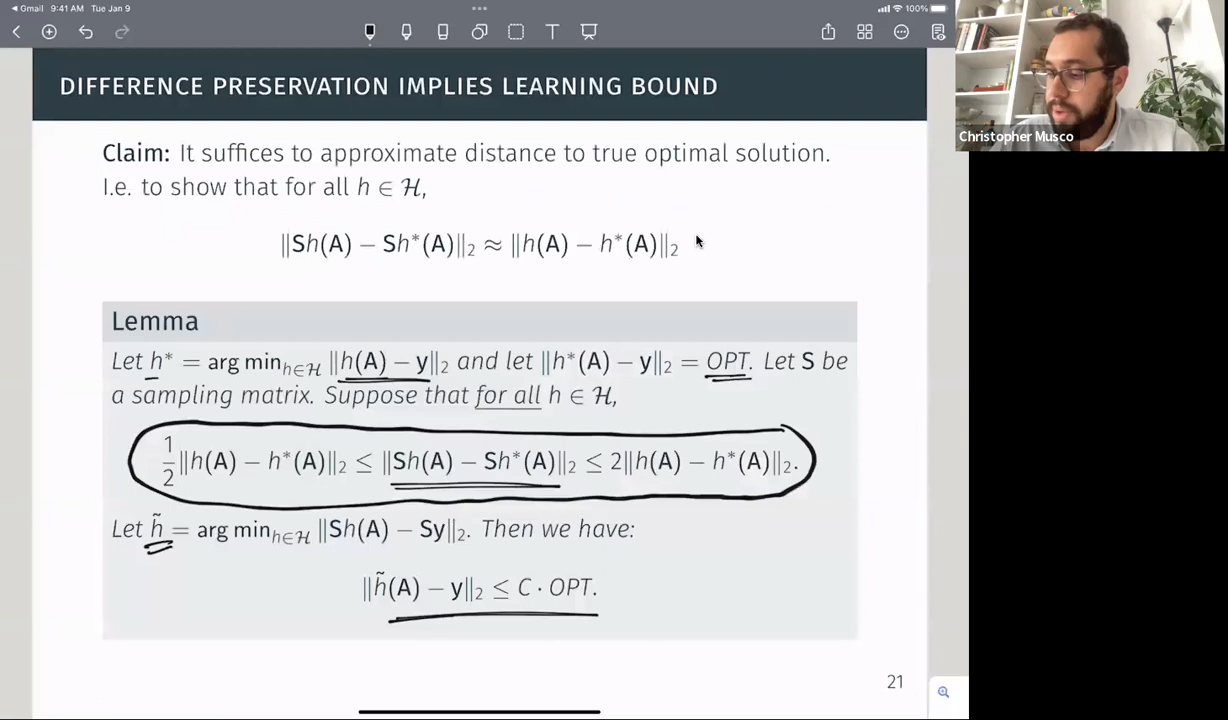 Gmail 9:41 AM Tue Jan 9
100%
DIFFERENCE PRESERVATION IMPLIES LEARNING BOUND
Christopher Musco
Claim: It suffices to approximate distance to true optimal solution.
I.e. to show that for all h ∈ ℋ,
‖Sh(A) − Sh*(A)‖₂ ≈ ‖h(A) − h*(A)‖₂
Lemma
Let h* = arg min_{h∈ℋ} ‖h(A) − y‖₂ and let ‖h*(A) − y‖₂ = OPT. Let S be
a sampling matrix. Suppose that for all h ∈ ℋ,
1/2‖h(A) − h*(A)‖₂ ≤ ‖Sh(A) − Sh*(A)‖₂ ≤ 2‖h(A) − h*(A)‖₂.
Let h̃ = arg min_{h∈ℋ} ‖Sh(A) − Sy‖₂. Then we have:
‖h̃(A) − y‖₂ ≤ C · OPT.
21